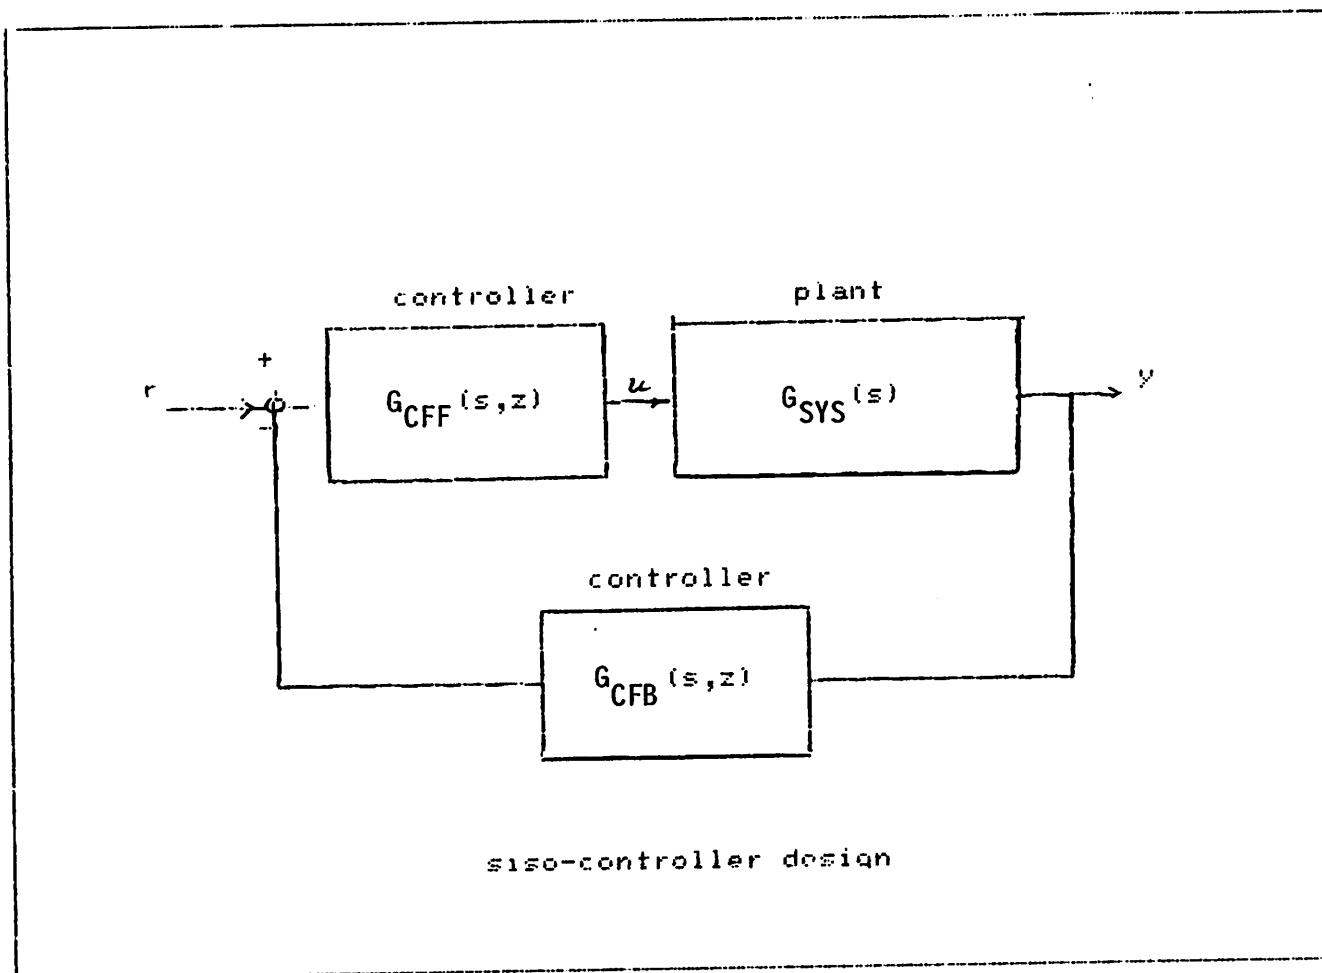 controller
plant
+
r
G_CFF(s,z)
u
G_SYS(s)
y
-
controller
G_CFB(s,z)
siso-controller design